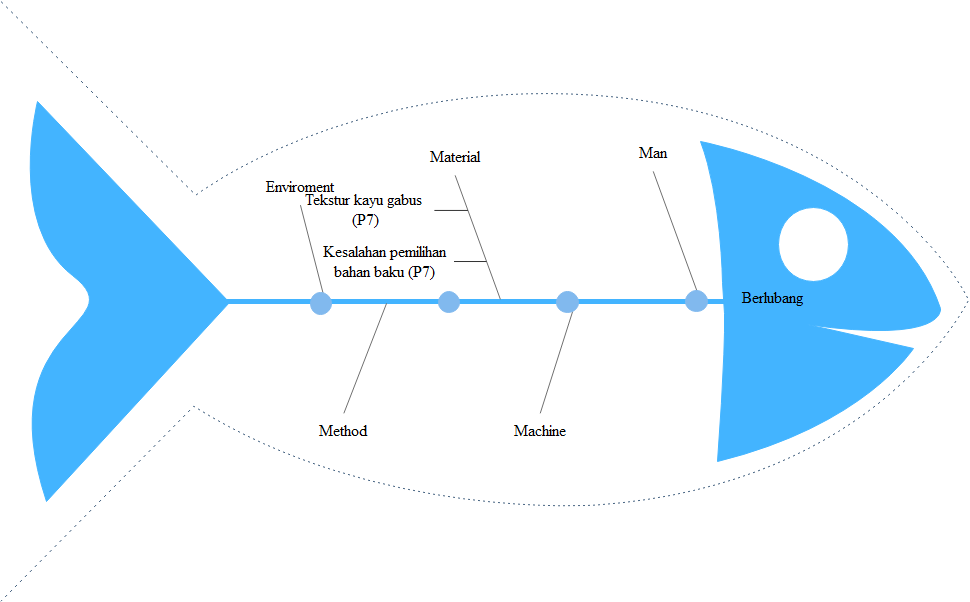 Man
Material
Enviroment
Tekstur kayu gabus
(P7)
Kesalahan pemilihan
bahan baku (P7)
Berlubang
Method
Machine